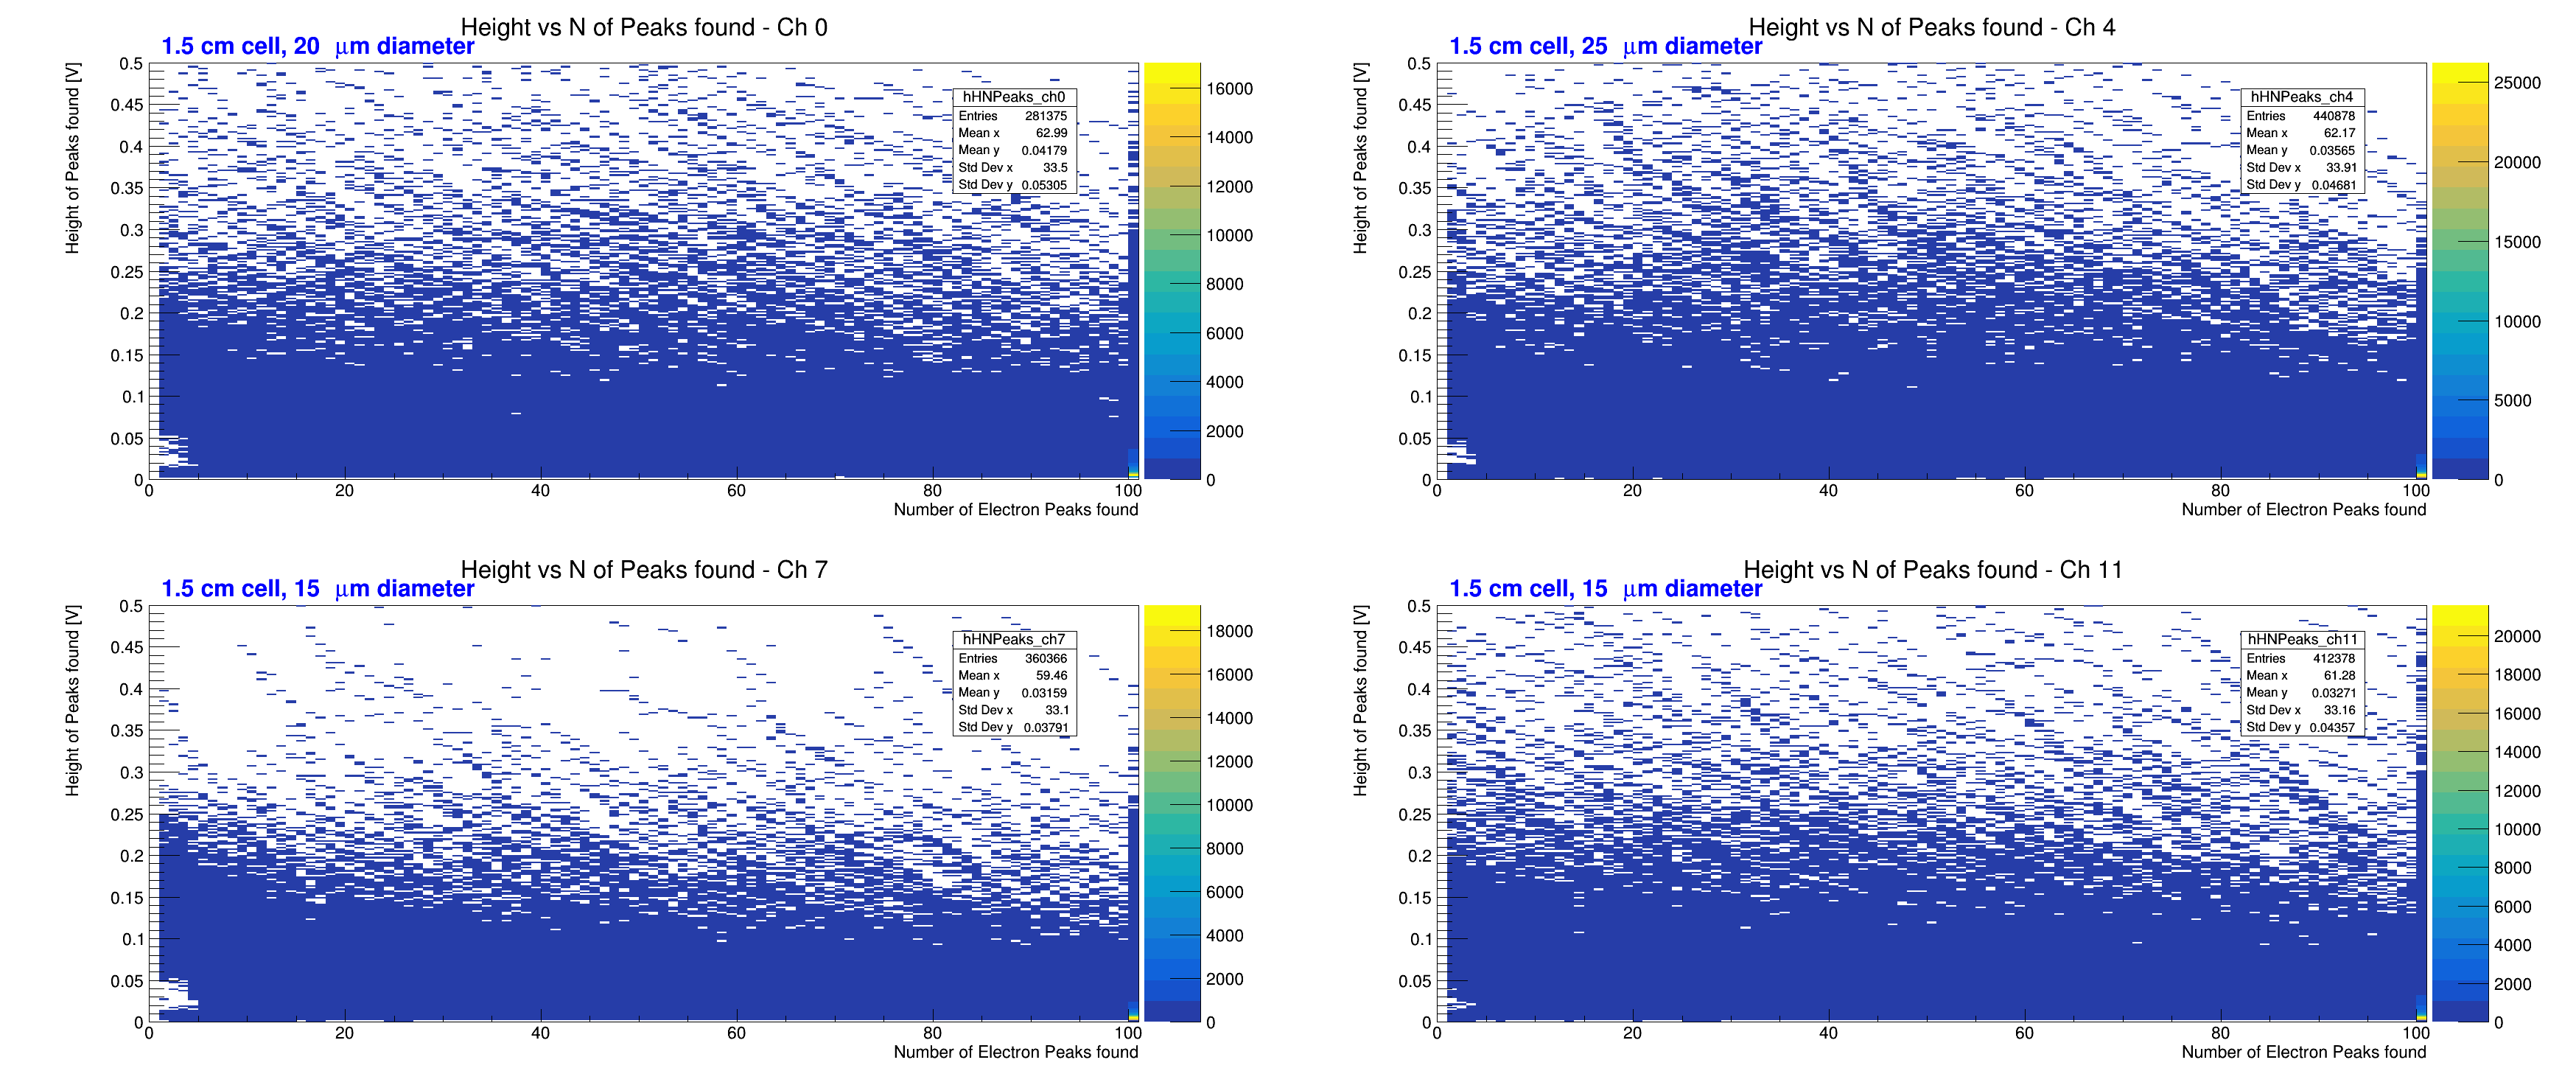 Height vs N of Peaks found - Ch 0
1.5 cm cell, 20 μm diameter
Height of Peaks found [V]
0.5
0.45
0.4
0.35
0.3
0.25
0.2
0.15
0.1
0.05
0
0 20 40 60 80 100
Number of Electron Peaks found
hHNPeaks_ch0
Entries 281375
Mean x 62.99
Mean y 0.04179
Std Dev x 33.5
Std Dev y 0.05305
16000
14000
12000
10000
8000
6000
4000
2000
0
Height vs N of Peaks found - Ch 4
1.5 cm cell, 25 μm diameter
Height of Peaks found [V]
0.5
0.45
0.4
0.35
0.3
0.25
0.2
0.15
0.1
0.05
0
0 20 40 60 80 100
Number of Electron Peaks found
hHNPeaks_ch4
Entries 440878
Mean x 62.17
Mean y 0.03565
Std Dev x 33.91
Std Dev y 0.04681
25000
20000
15000
10000
5000
0
Height vs N of Peaks found - Ch 7
1.5 cm cell, 15 μm diameter
Height of Peaks found [V]
0.5
0.45
0.4
0.35
0.3
0.25
0.2
0.15
0.1
0.05
0
0 20 40 60 80 100
Number of Electron Peaks found
hHNPeaks_ch7
Entries 360366
Mean x 59.46
Mean y 0.03159
Std Dev x 33.1
Std Dev y 0.03791
18000
16000
14000
12000
10000
8000
6000
4000
2000
0
Height vs N of Peaks found - Ch 11
1.5 cm cell, 15 μm diameter
Height of Peaks found [V]
0.5
0.45
0.4
0.35
0.3
0.25
0.2
0.15
0.1
0.05
0
0 20 40 60 80 100
Number of Electron Peaks found
hHNPeaks_ch11
Entries 412378
Mean x 61.28
Mean y 0.03271
Std Dev x 33.16
Std Dev y 0.04357
20000
18000
16000
14000
12000
10000
8000
6000
4000
2000
0